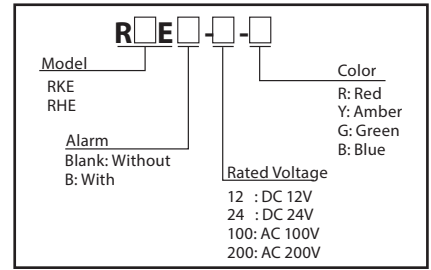 R□E□-□-□
Model
RKE
RHE
Alarm
Blank: Without
B: With
Rated Voltage
12 : DC 12V
24 : DC 24V
100: AC 100V
200: AC 200V
Color
R: Red
Y: Amber
G: Green
B: Blue